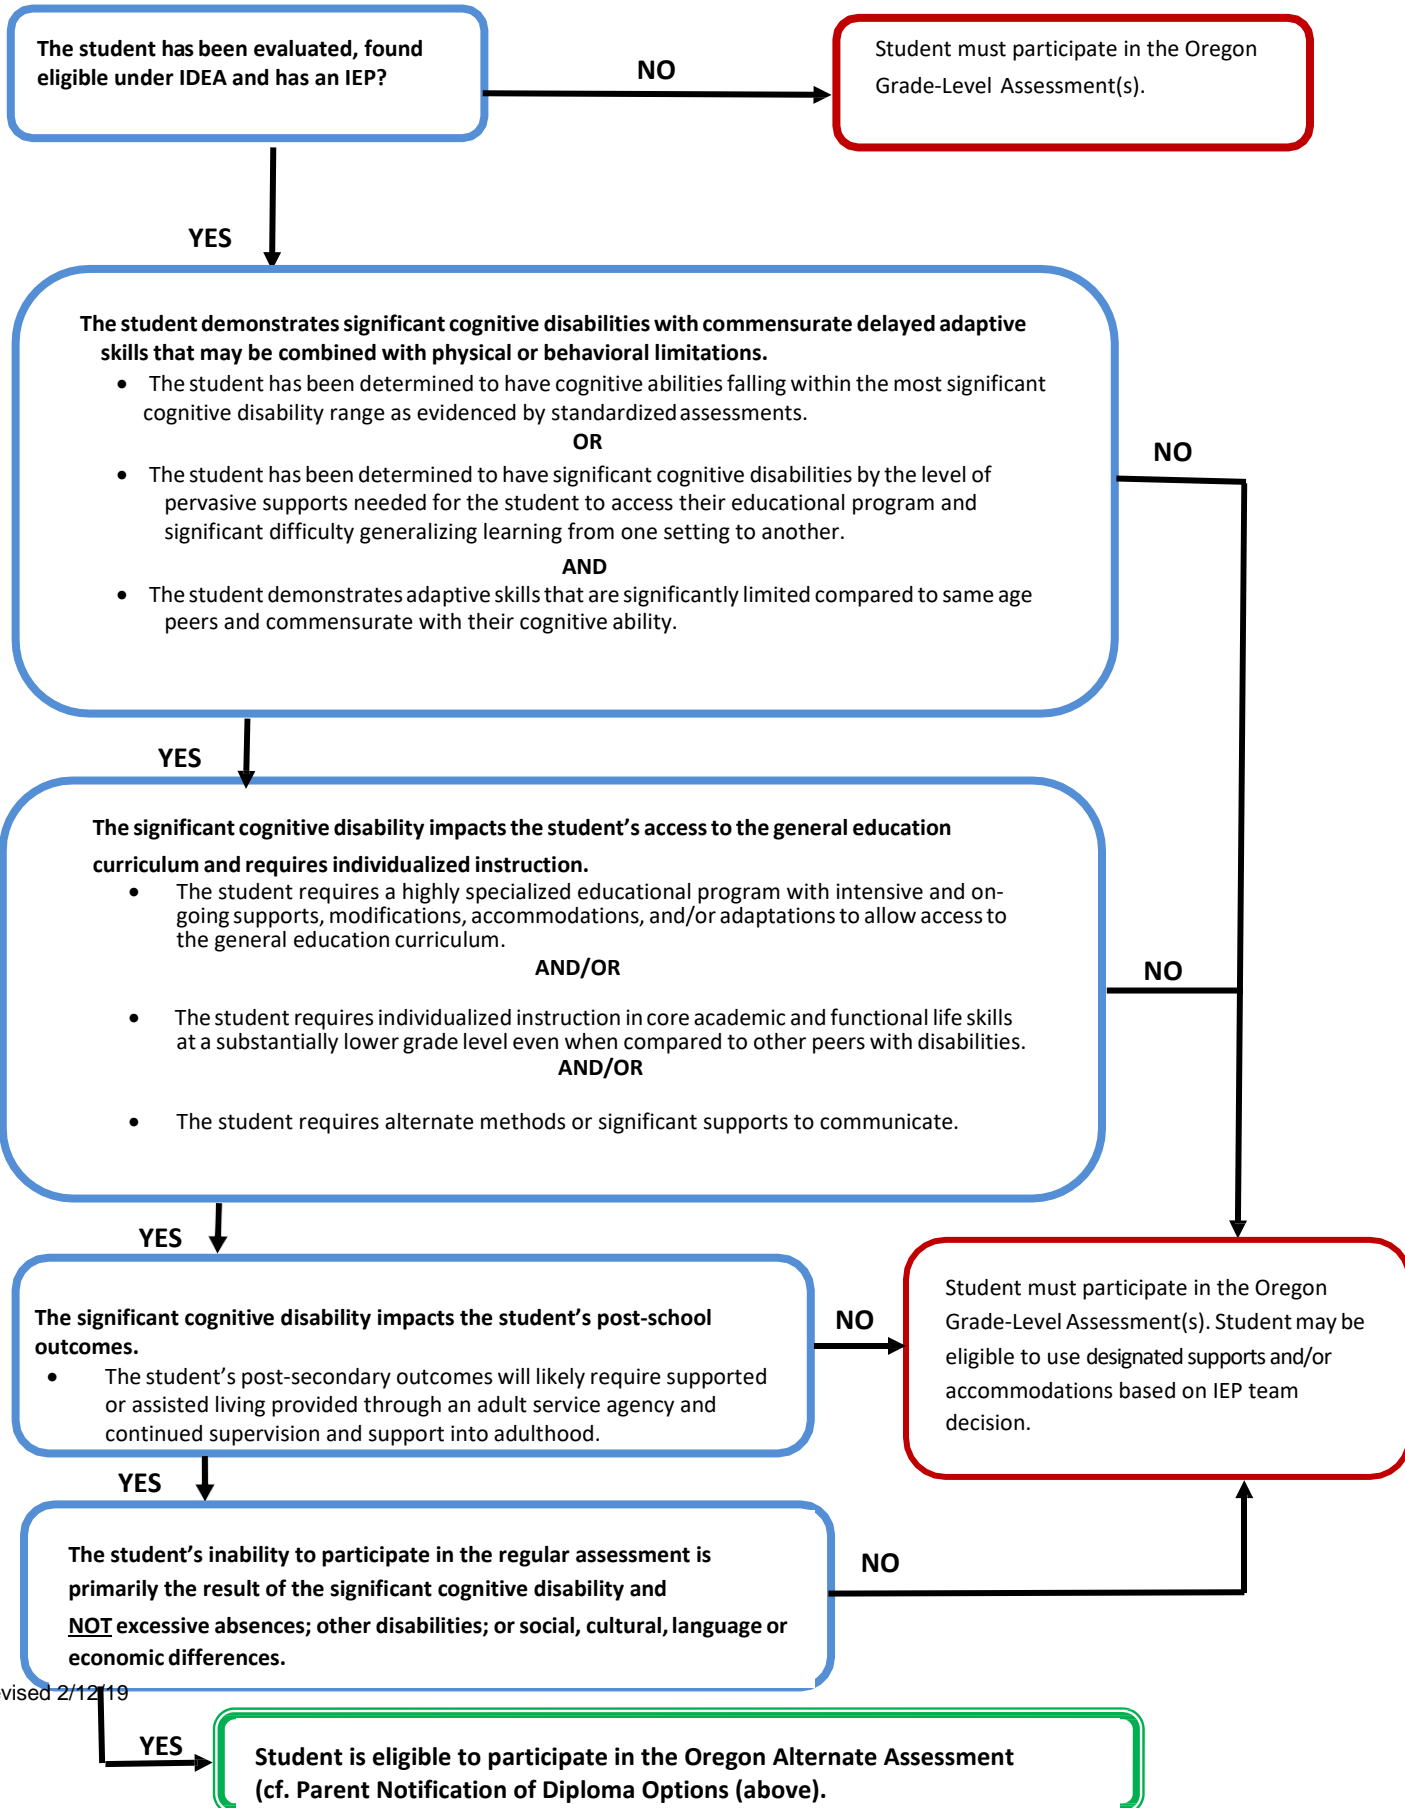 The student has been evaluated, found
eligible under IDEA and has an IEP?
NO
Student must participate in the Oregon
Grade-Level Assessment(s).
YES
The student demonstrates significant cognitive disabilities with commensurate delayed adaptive
skills that may be combined with physical or behavioral limitations.
• The student has been determined to have cognitive abilities falling within the most significant
cognitive disability range as evidenced by standardized assessments.
OR
• The student has been determined to have significant cognitive disabilities by the level of
pervasive supports needed for the student to access their educational program and
significant difficulty generalizing learning from one setting to another.
AND
• The student demonstrates adaptive skills that are significantly limited compared to same age
peers and commensurate with their cognitive ability.
NO
YES
The significant cognitive disability impacts the student’s access to the general education
curriculum and requires individualized instruction.
• The student requires a highly specialized educational program with intensive and on-
going supports, modifications, accommodations, and/or adaptations to allow access to
the general education curriculum.
AND/OR
• The student requires individualized instruction in core academic and functional life skills
at a substantially lower grade level even when compared to other peers with disabilities.
AND/OR
• The student requires alternate methods or significant supports to communicate.
NO
YES
The significant cognitive disability impacts the student’s post-school
outcomes.
• The student’s post-secondary outcomes will likely require supported
or assisted living provided through an adult service agency and
continued supervision and support into adulthood.
NO
Student must participate in the Oregon
Grade-Level Assessment(s). Student may be
eligible to use designated supports and/or
accommodations based on IEP team
decision.
YES
The student’s inability to participate in the regular assessment is
primarily the result of the significant cognitive disability and
NOT excessive absences; other disabilities; or social, cultural, language or
economic differences.
NO
evised 2/12/19
YES
Student is eligible to participate in the Oregon Alternate Assessment
(cf. Parent Notification of Diploma Options (above).